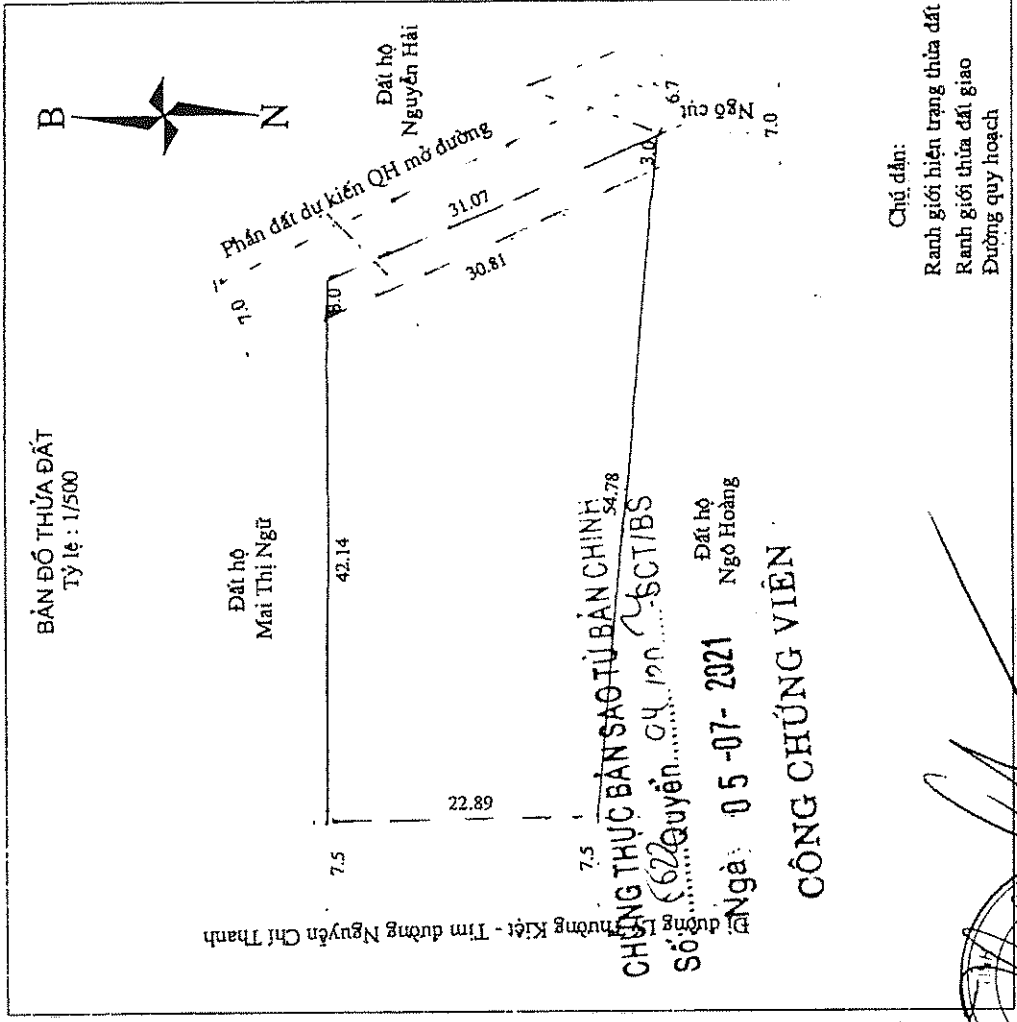 BẢN ĐỒ THỬA ĐẤT
Tỷ lệ : 1/500
B
N
Đất hộ
Mai Thị Ngữ
Đất hộ
Nguyễn Hải
Phần đất dự kiến QH mở đường
7.0
3.0
42.14
31.07
30.81
22.89
7.5
7.5
54.78
3.0
6.7
Ngõ cụt
7.0
Đất hộ
Ngô Hoàng
Đi đường Lý Thường Kiệt - Tim đường Nguyễn Chí Thanh
CHỨNG THỰC BẢN SAO TỪ BẢN CHÍNH
Số Quyển 04 -SCT/BS
Ngà 05 -07- 2021
CÔNG CHỨNG VIÊN
Chú dẫn:
Ranh giới hiện trạng thửa đất
Ranh giới thửa đất giao
Đường quy hoạch